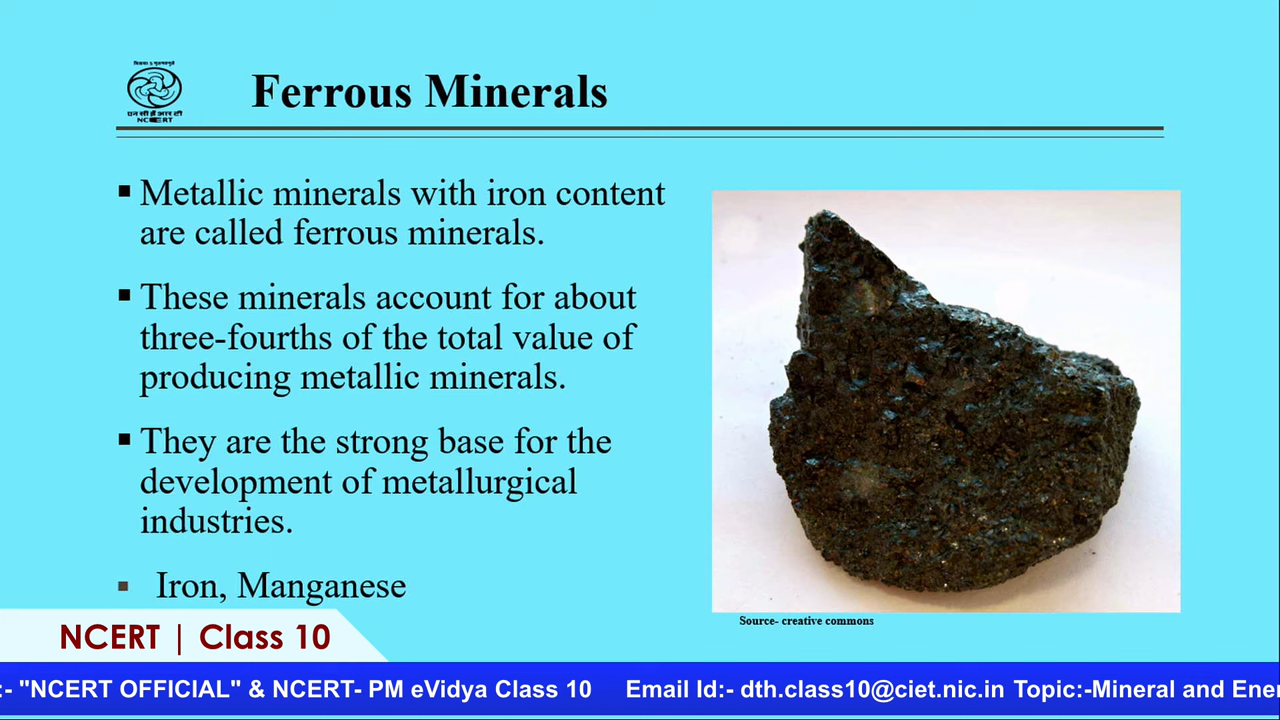 एन सी ई आर टी
NCERT
Ferrous Minerals
▪ Metallic minerals with iron content
are called ferrous minerals.
▪ These minerals account for about
three-fourths of the total value of
producing metallic minerals.
▪ They are the strong base for the
development of metallurgical
industries.
▪ Iron, Manganese
Source- creative commons
NCERT | Class 10
:- "NCERT OFFICIAL" & NCERT- PM eVidya Class 10 Email Id:- dth.class10@ciet.nic.in Topic:-Mineral and Ener